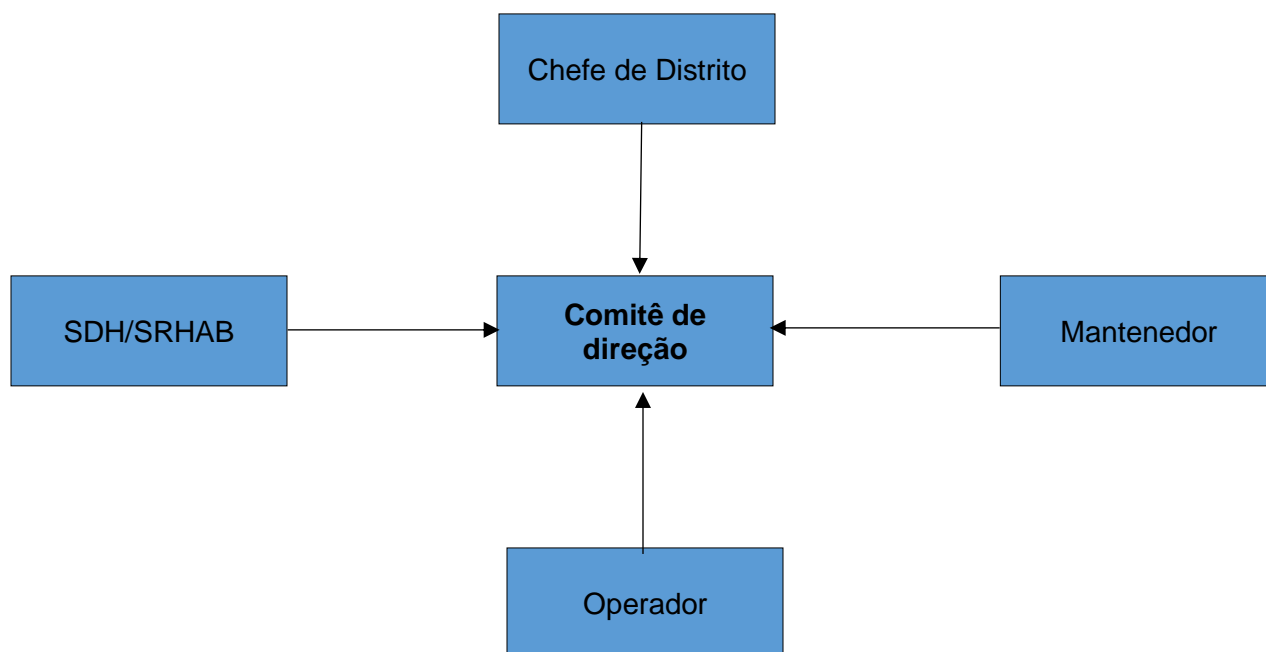 Chefe de Distrito
SDH/SRHAB
Comitê de
direção
Mantenedor
Operador